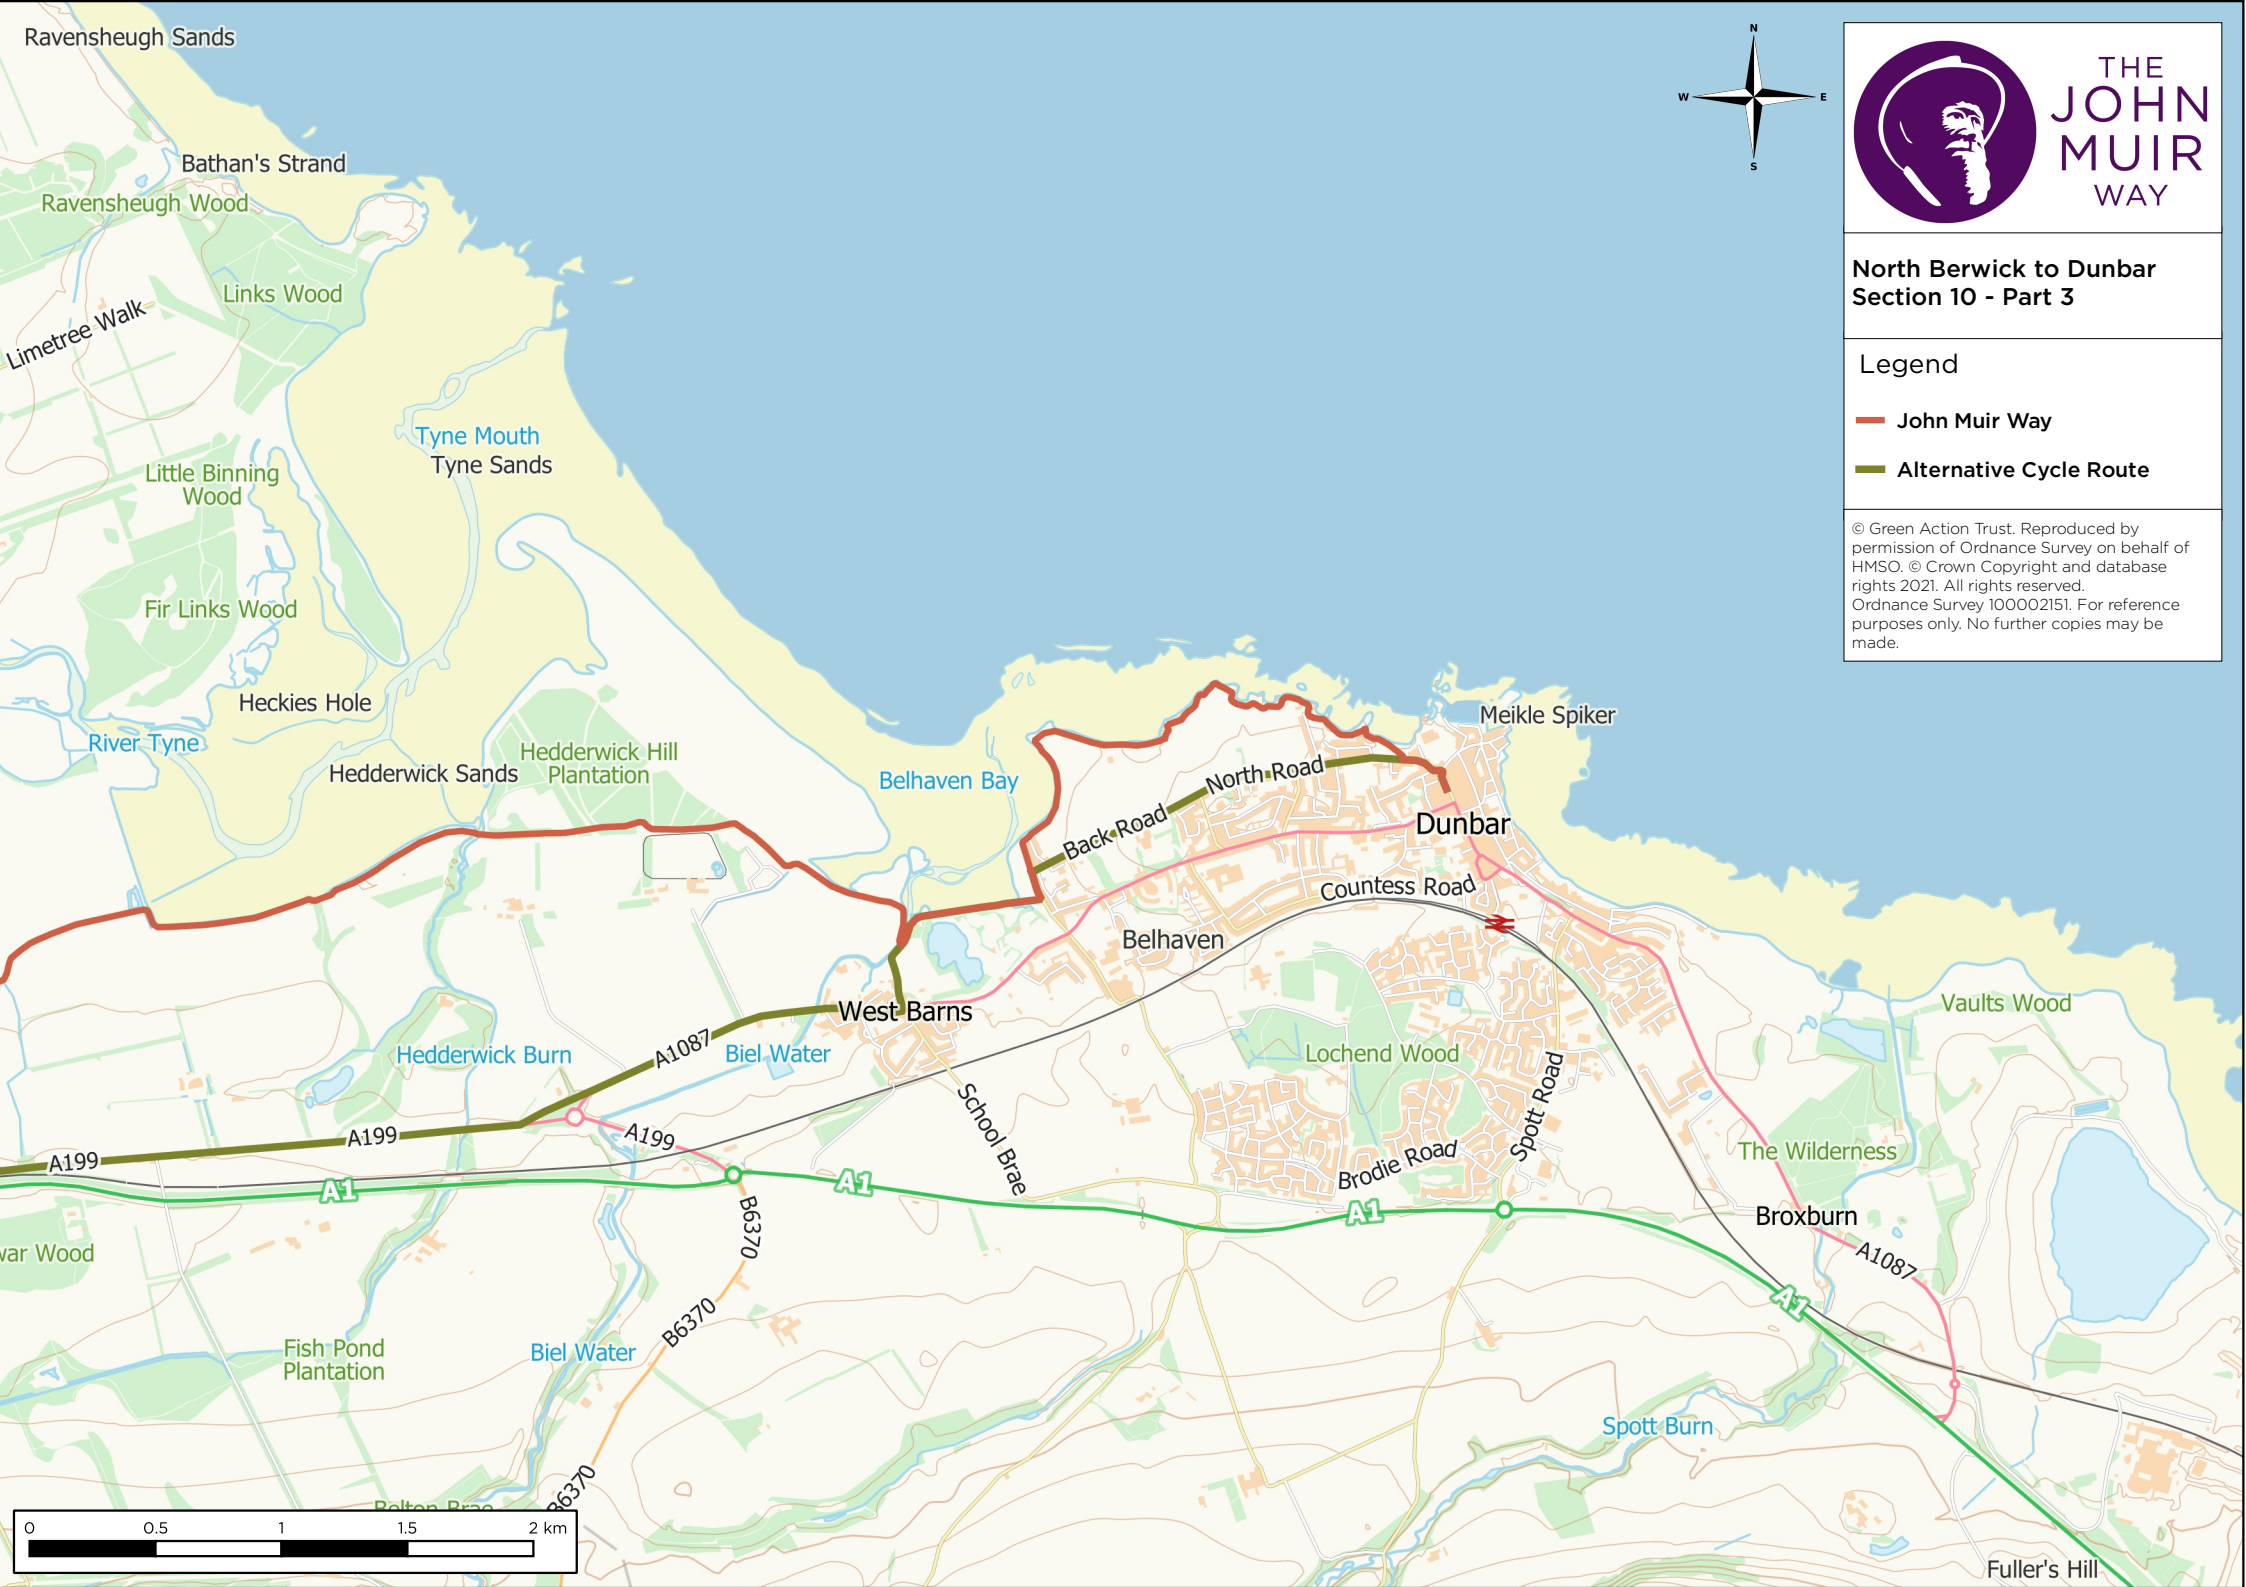 Ravensheugh Sands
Bathan's Strand
Ravensheugh Wood
Links Wood
Limetree Walk
Tyne Mouth
Tyne Sands
Little Binning
Wood
Fir Links Wood
Heckies Hole
River Tyne
Hedderwick Sands
Hedderwick Hill
Plantation
Belhaven Bay
Back Road
North Road
Meikle Spiker
Dunbar
Countess Road
Belhaven
West Barns
A1087
Biel Water
Hedderwick Burn
Lochend Wood
Vaults Wood
School Brae
Spott Road
Brodie Road
The Wilderness
Broxburn
A1087
A199
A199
A199
A1
A1
A1
A1
B6370
B6370
B6370
Fish Pond
Plantation
Biel Water
Spott Burn
Belton Brae
Fuller's Hill
war Wood
0 0.5 1 1.5 2 km
N
W E
S
THE
JOHN
MUIR
WAY
North Berwick to Dunbar
Section 10 - Part 3
Legend
John Muir Way
Alternative Cycle Route
© Green Action Trust. Reproduced by
permission of Ordnance Survey on behalf of
HMSO. © Crown Copyright and database
rights 2021. All rights reserved.
Ordnance Survey 100002151. For reference
purposes only. No further copies may be
made.